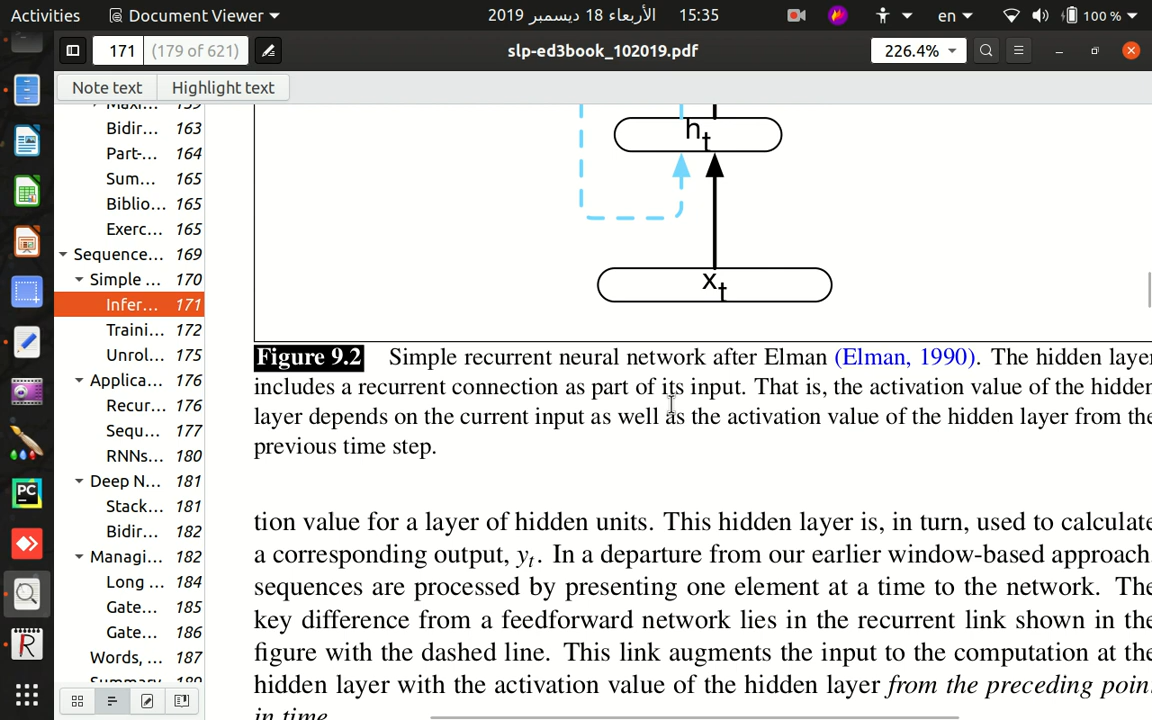 Activities
Document Viewer
الأربعاء 18 ديسمبر 2019
15:35
en
100 %
171
(179 of 621)
slp-ed3book_102019.pdf
226.4%
Note text
Highlight text
Maxi... 159
Bidir... 163
Part-... 164
Sum... 165
Biblio... 165
Exerc... 165
Sequence... 169
Simple ... 170
Infer... 171
Traini... 172
Unrol... 175
Applica... 176
Recur... 176
Sequ... 177
RNNs... 180
Deep N... 181
Stack... 181
Bidir... 182
Managi... 182
Long ... 184
Gate... 185
Gate... 186
Words, ... 187
PC
R
ht
xt
Figure 9.2 Simple recurrent neural network after Elman (Elman, 1990). The hidden layer
includes a recurrent connection as part of its input. That is, the activation value of the hidden
layer depends on the current input as well as the activation value of the hidden layer from the
previous time step.
tion value for a layer of hidden units. This hidden layer is, in turn, used to calculate
a corresponding output, yt. In a departure from our earlier window-based approach,
sequences are processed by presenting one element at a time to the network. The
key difference from a feedforward network lies in the recurrent link shown in the
figure with the dashed line. This link augments the input to the computation at the
hidden layer with the activation value of the hidden layer from the preceding point
in time